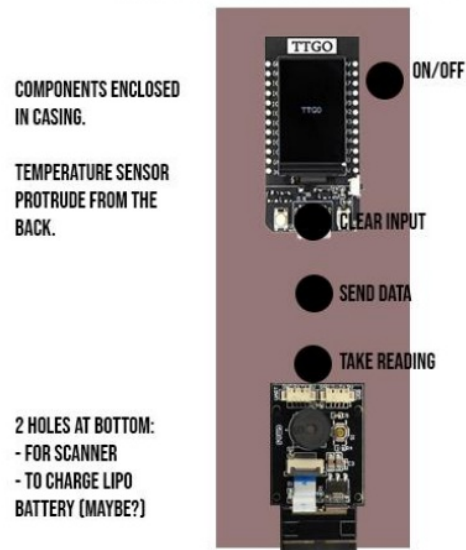 TTGO
ON/OFF
COMPONENTS ENCLOSED
IN CASING.
TTGO
TEMPERATURE SENSOR
PROTRUDE FROM THE
BACK.
CLEAR INPUT
SEND DATA
TAKE READING
2 HOLES AT BOTTOM:
- FOR SCANNER
- TO CHARGE LIPO
BATTERY (MAYBE?)